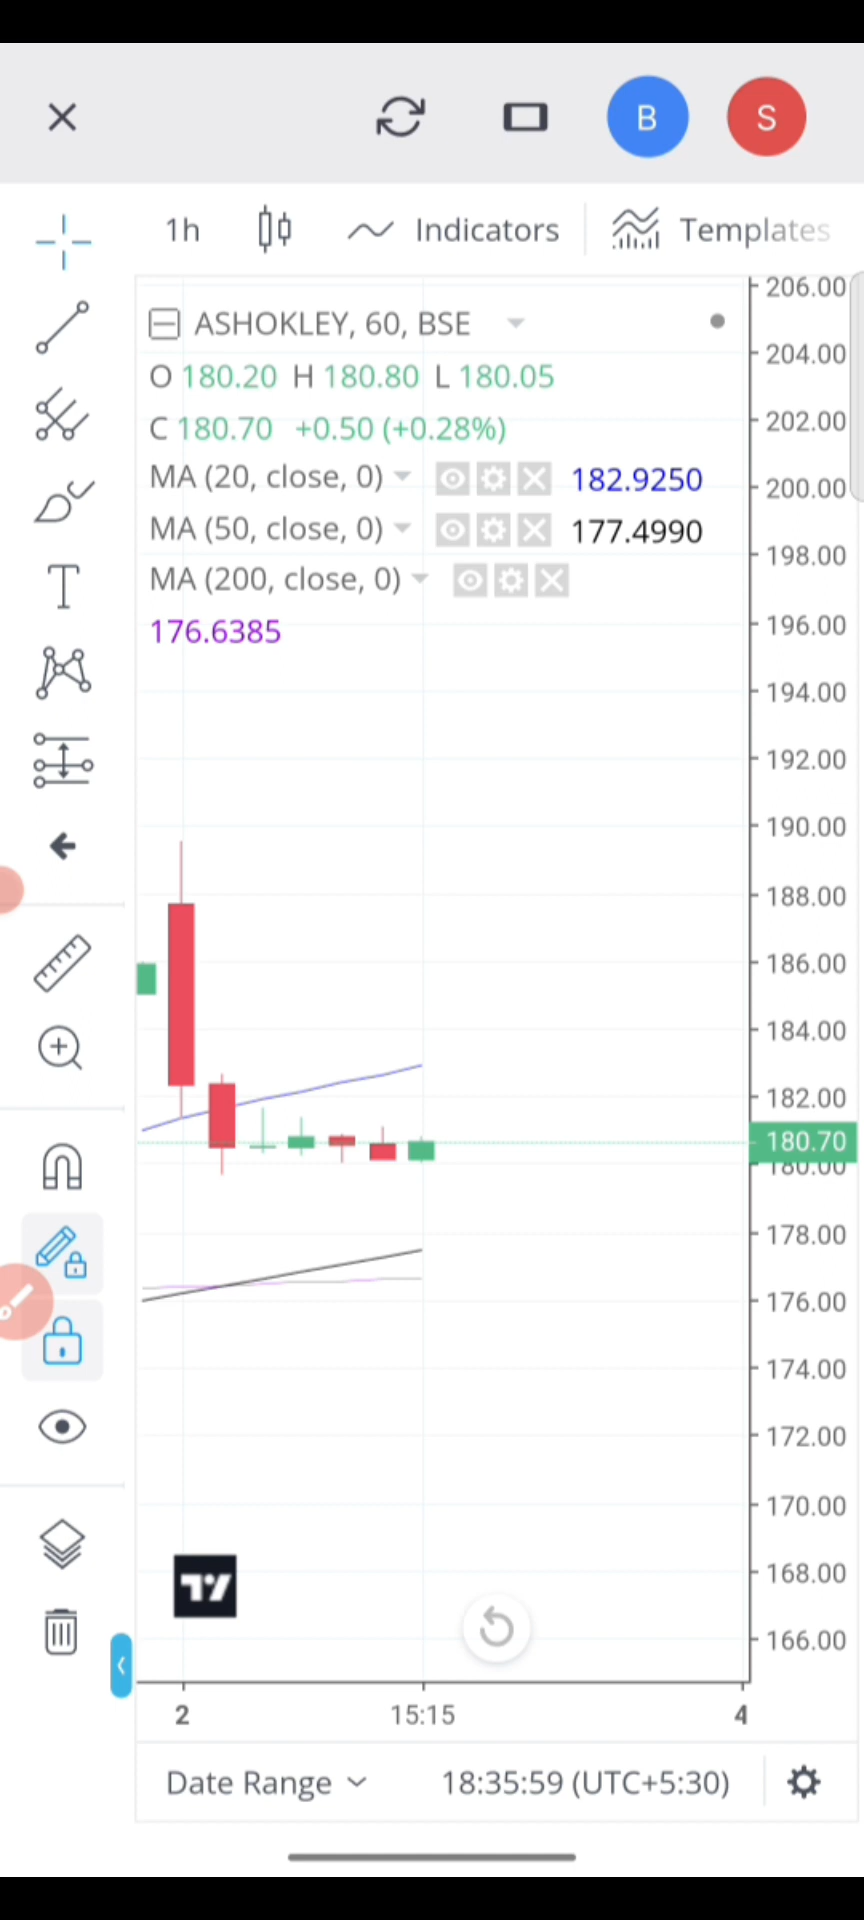 B
S
1h
Indicators
Templates
ASHOKLEY, 60, BSE
O 180.20 H 180.80 L 180.05
C 180.70 +0.50 (+0.28%)
MA (20, close, 0) 182.9250
MA (50, close, 0) 177.4990
MA (200, close, 0)
176.6385
206.00
204.00
202.00
200.00
198.00
196.00
194.00
192.00
190.00
188.00
186.00
184.00
182.00
180.70
180.00
178.00
176.00
174.00
172.00
170.00
168.00
166.00
2
15:15
4
Date Range
18:35:59 (UTC+5:30)